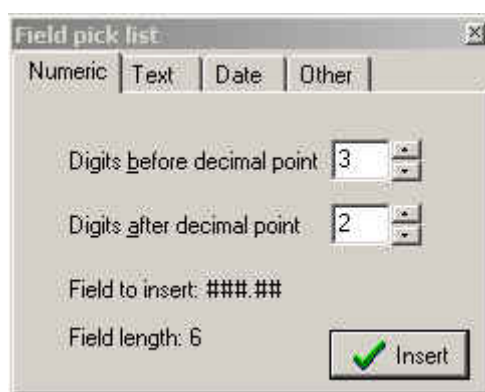 Field pick list
Numeric Text Date Other
Digits before decimal point 3
Digits after decimal point 2
Field to insert: ###.##
Field length: 6
Insert